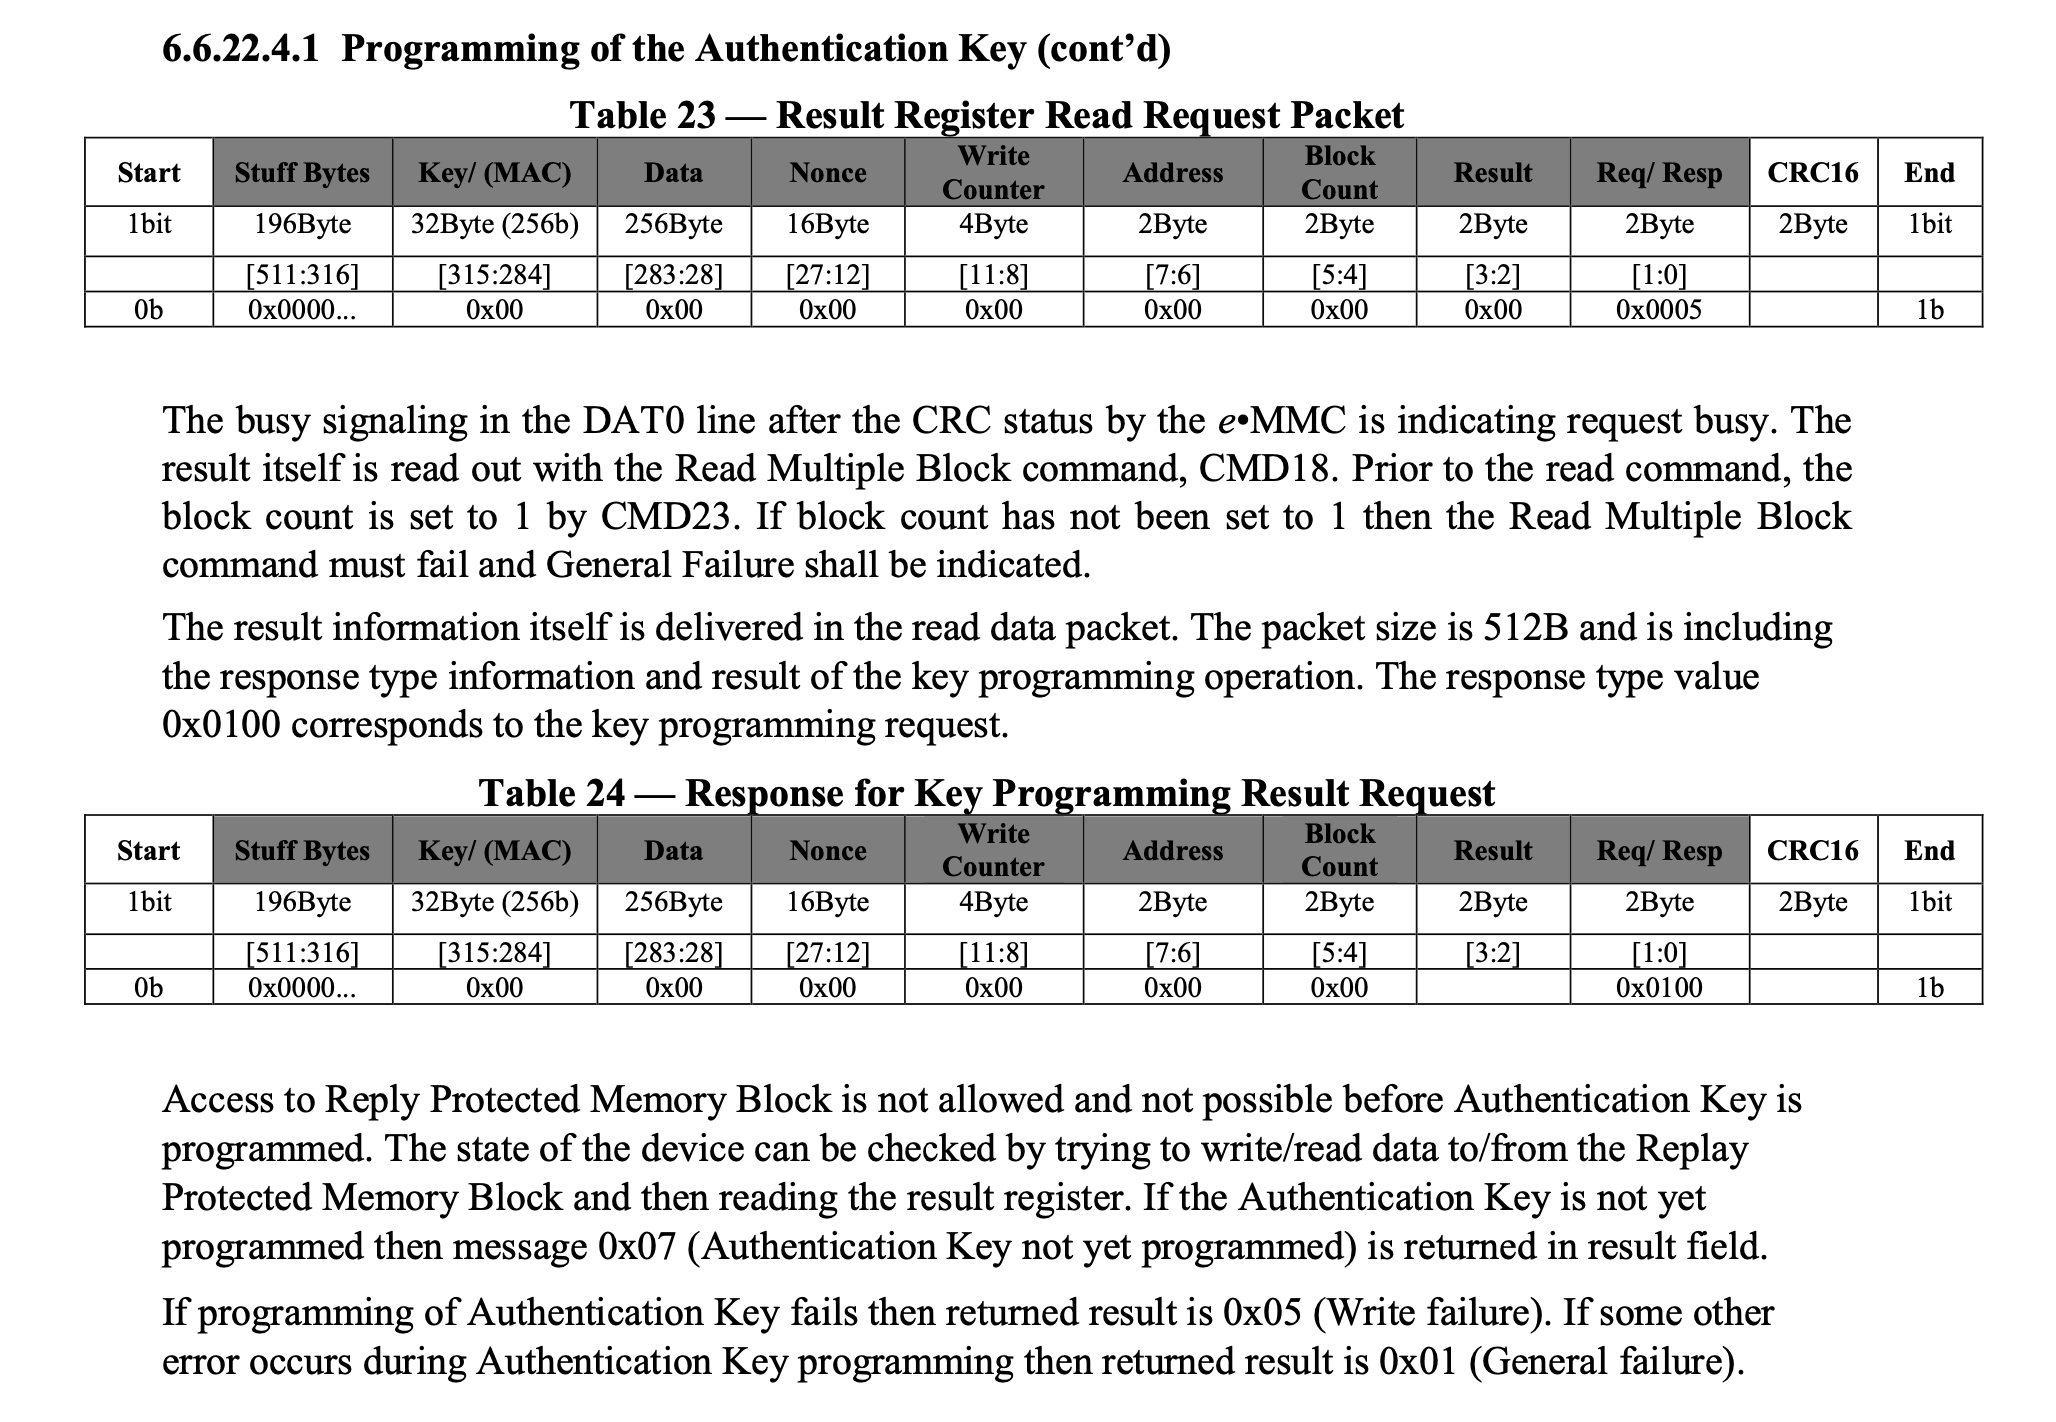 6.6.22.4.1 Programming of the Authentication Key (cont’d)
Table 23 — Result Register Read Request Packet
Start Stuff Bytes Key/ (MAC) Data Nonce Write Counter Address Block Count Result Req/ Resp CRC16 End
1bit 196Byte 32Byte (256b) 256Byte 16Byte 4Byte 2Byte 2Byte 2Byte 2Byte 2Byte 1bit
[511:316] [315:284] [283:28] [27:12] [11:8] [7:6] [5:4] [3:2] [1:0]
0b 0x0000... 0x00 0x00 0x00 0x00 0x00 0x00 0x00 0x0005 1b
The busy signaling in the DAT0 line after the CRC status by the e•MMC is indicating request busy. The
result itself is read out with the Read Multiple Block command, CMD18. Prior to the read command, the
block count is set to 1 by CMD23. If block count has not been set to 1 then the Read Multiple Block
command must fail and General Failure shall be indicated.
The result information itself is delivered in the read data packet. The packet size is 512B and is including
the response type information and result of the key programming operation. The response type value
0x0100 corresponds to the key programming request.
Table 24 — Response for Key Programming Result Request
Start Stuff Bytes Key/ (MAC) Data Nonce Write Counter Address Block Count Result Req/ Resp CRC16 End
1bit 196Byte 32Byte (256b) 256Byte 16Byte 4Byte 2Byte 2Byte 2Byte 2Byte 2Byte 1bit
[511:316] [315:284] [283:28] [27:12] [11:8] [7:6] [5:4] [3:2] [1:0]
0b 0x0000... 0x00 0x00 0x00 0x00 0x00 0x00 0x0100 1b
Access to Reply Protected Memory Block is not allowed and not possible before Authentication Key is
programmed. The state of the device can be checked by trying to write/read data to/from the Replay
Protected Memory Block and then reading the result register. If the Authentication Key is not yet
programmed then message 0x07 (Authentication Key not yet programmed) is returned in result field.
If programming of Authentication Key fails then returned result is 0x05 (Write failure). If some other
error occurs during Authentication Key programming then returned result is 0x01 (General failure).